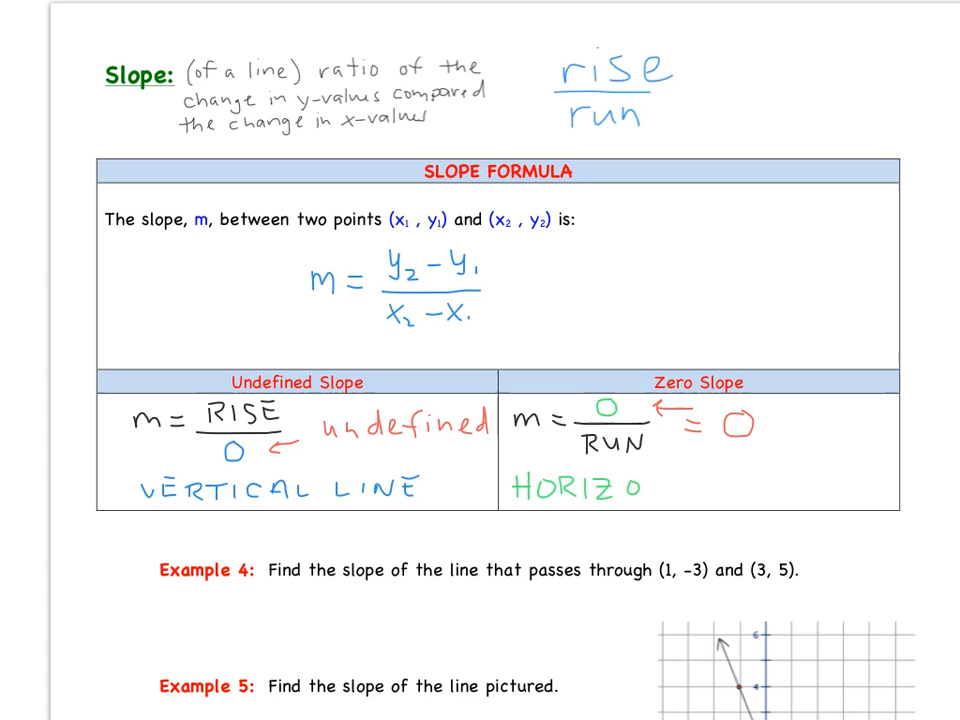 Slope: (of a line) ratio of the
change in y-values compared
the change in x-values
rise
run
SLOPE FORMULA
The slope, m, between two points (x₁ , y₁) and (x₂ , y₂) is:
m = y₂ - y₁
x₂ - x₁
Undefined Slope
m = RISE
0
undefined
VERTICAL LINE
Zero Slope
m = 0
RUN
= 0
HORIZO
Example 4: Find the slope of the line that passes through (1, -3) and (3, 5).
6
Example 5: Find the slope of the line pictured.
4